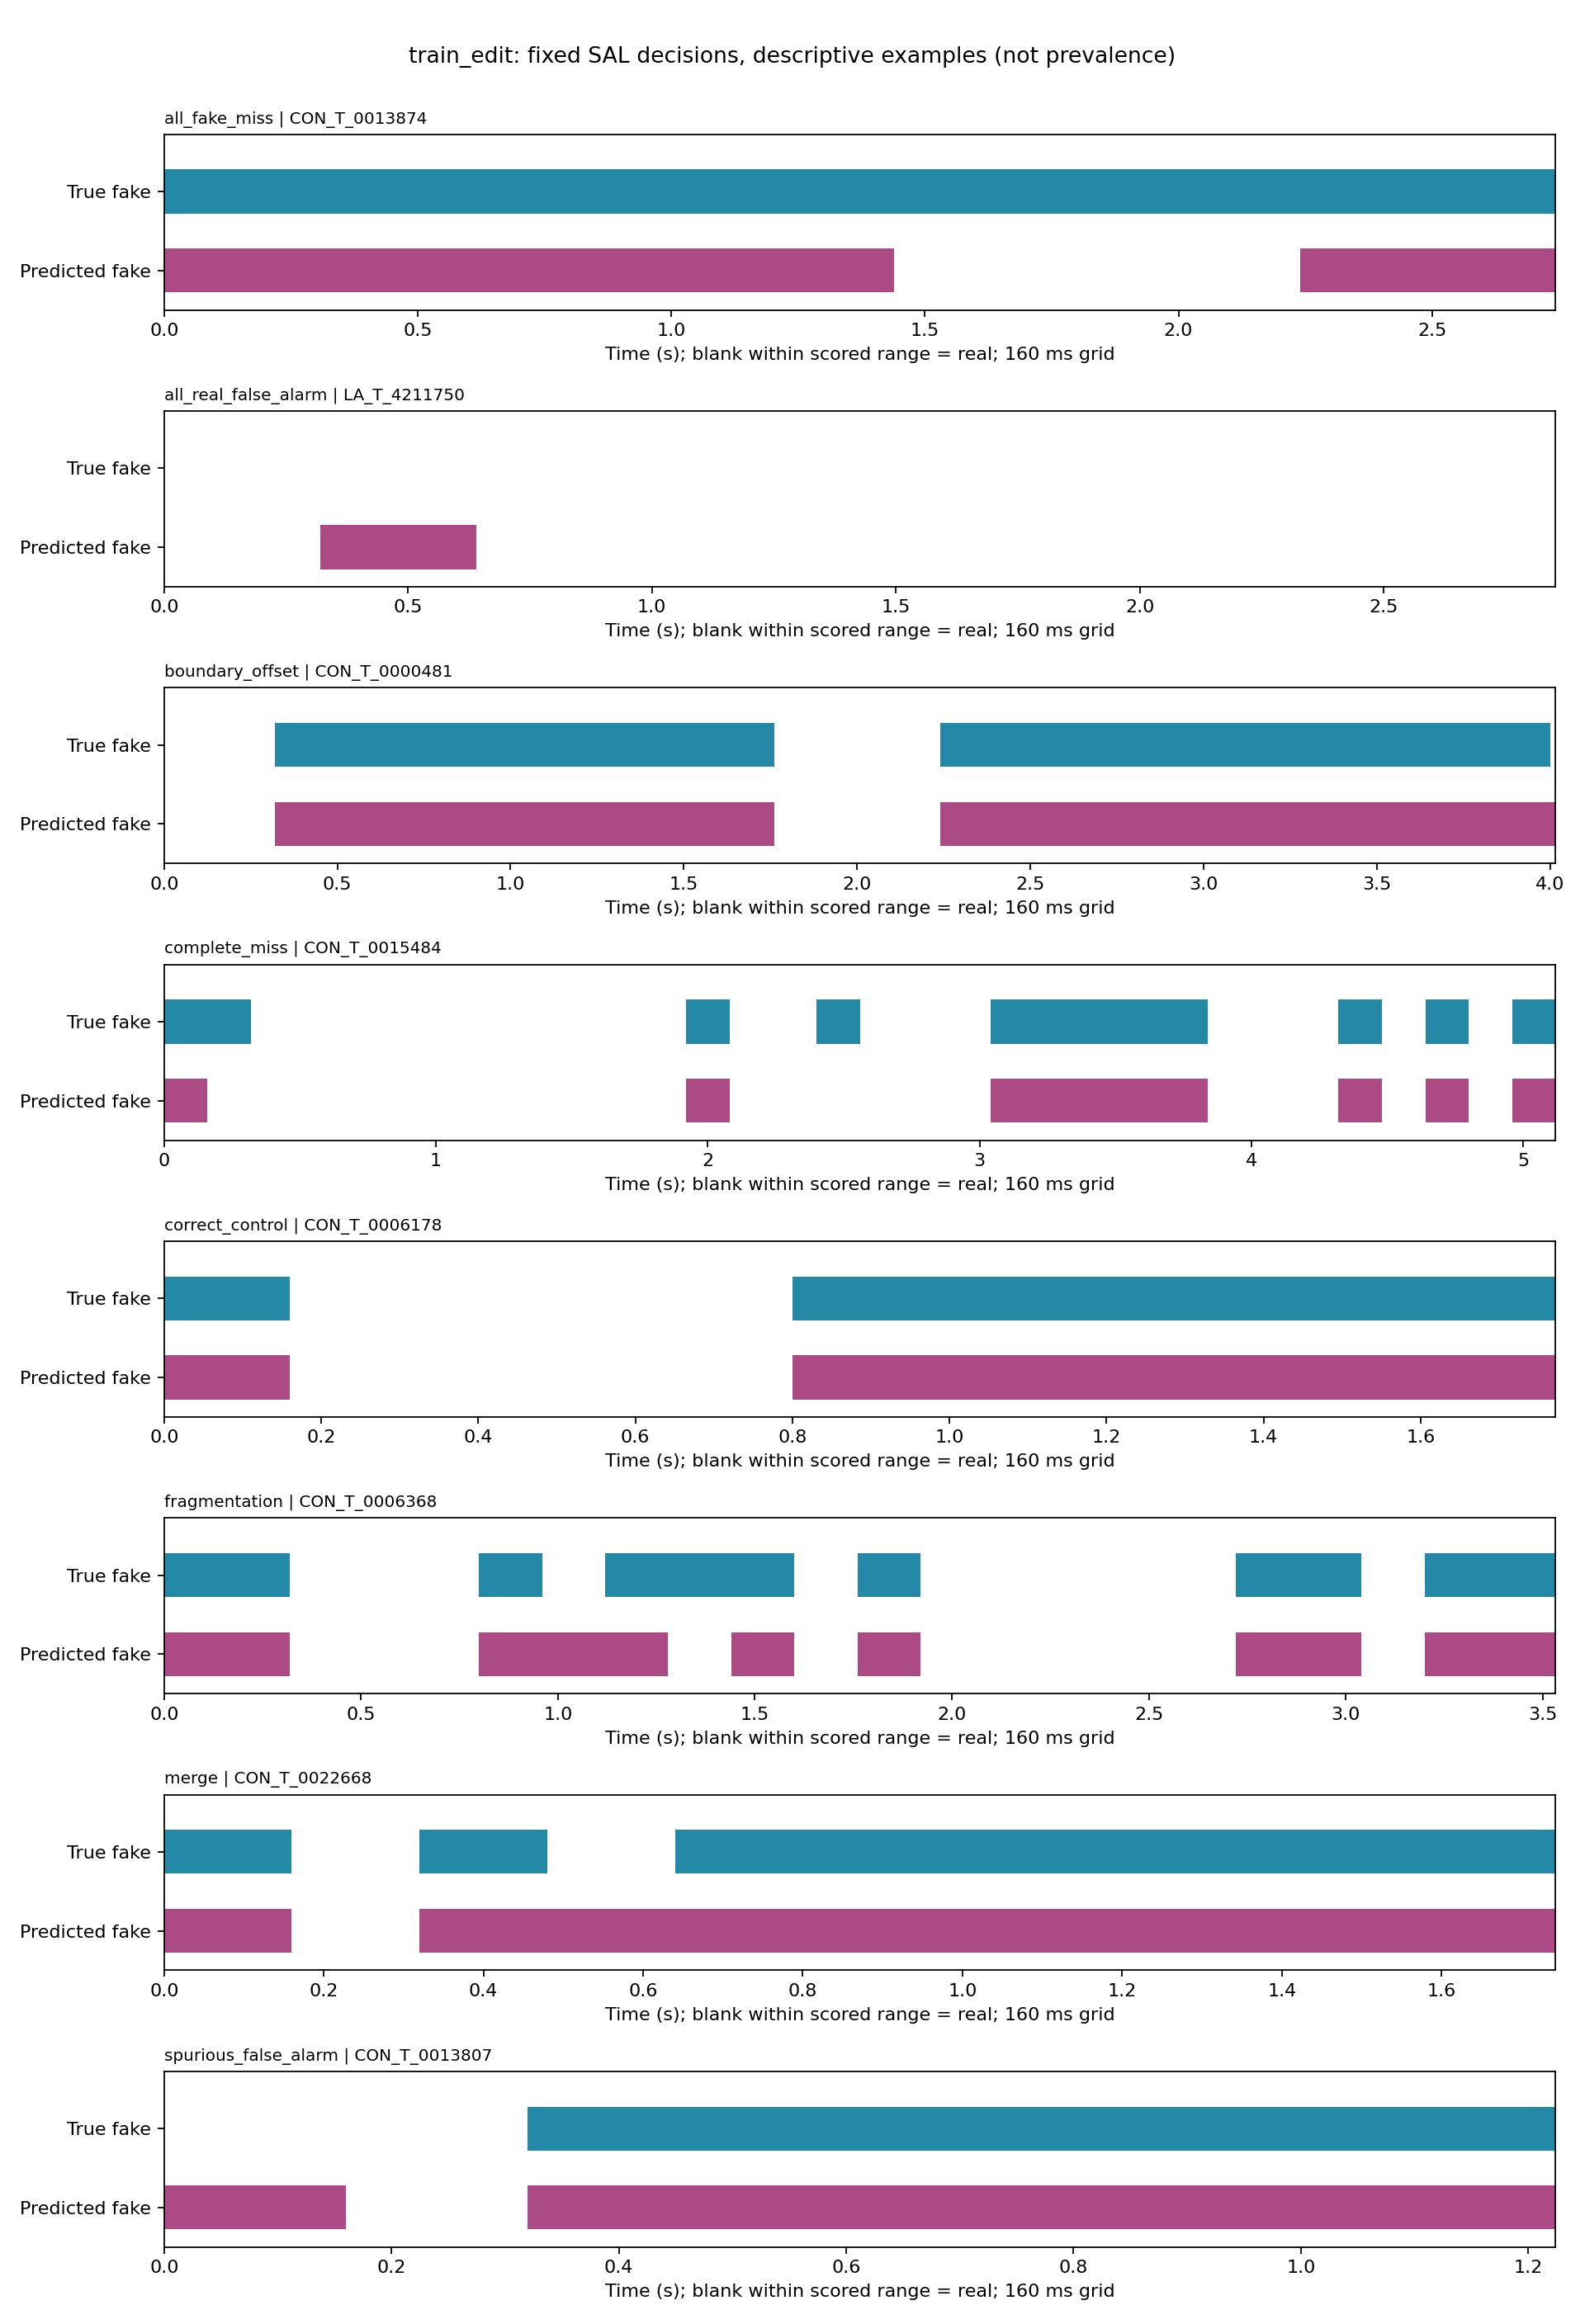 train_edit: fixed SAL decisions, descriptive examples (not prevalence)
all_fake_miss | CON_T_0013874
True fake
Predicted fake
0.0 0.5 1.0 1.5 2.0 2.5
Time (s); blank within scored range = real; 160 ms grid
all_real_false_alarm | LA_T_4211750
True fake
Predicted fake
0.0 0.5 1.0 1.5 2.0 2.5
Time (s); blank within scored range = real; 160 ms grid
boundary_offset | CON_T_0000481
True fake
Predicted fake
0.0 0.5 1.0 1.5 2.0 2.5 3.0 3.5 4.0
Time (s); blank within scored range = real; 160 ms grid
complete_miss | CON_T_0015484
True fake
Predicted fake
0 1 2 3 4 5
Time (s); blank within scored range = real; 160 ms grid
correct_control | CON_T_0006178
True fake
Predicted fake
0.0 0.2 0.4 0.6 0.8 1.0 1.2 1.4 1.6
Time (s); blank within scored range = real; 160 ms grid
fragmentation | CON_T_0006368
True fake
Predicted fake
0.0 0.5 1.0 1.5 2.0 2.5 3.0 3.5
Time (s); blank within scored range = real; 160 ms grid
merge | CON_T_0022668
True fake
Predicted fake
0.0 0.2 0.4 0.6 0.8 1.0 1.2 1.4 1.6
Time (s); blank within scored range = real; 160 ms grid
spurious_false_alarm | CON_T_0013807
True fake
Predicted fake
0.0 0.2 0.4 0.6 0.8 1.0 1.2
Time (s); blank within scored range = real; 160 ms grid